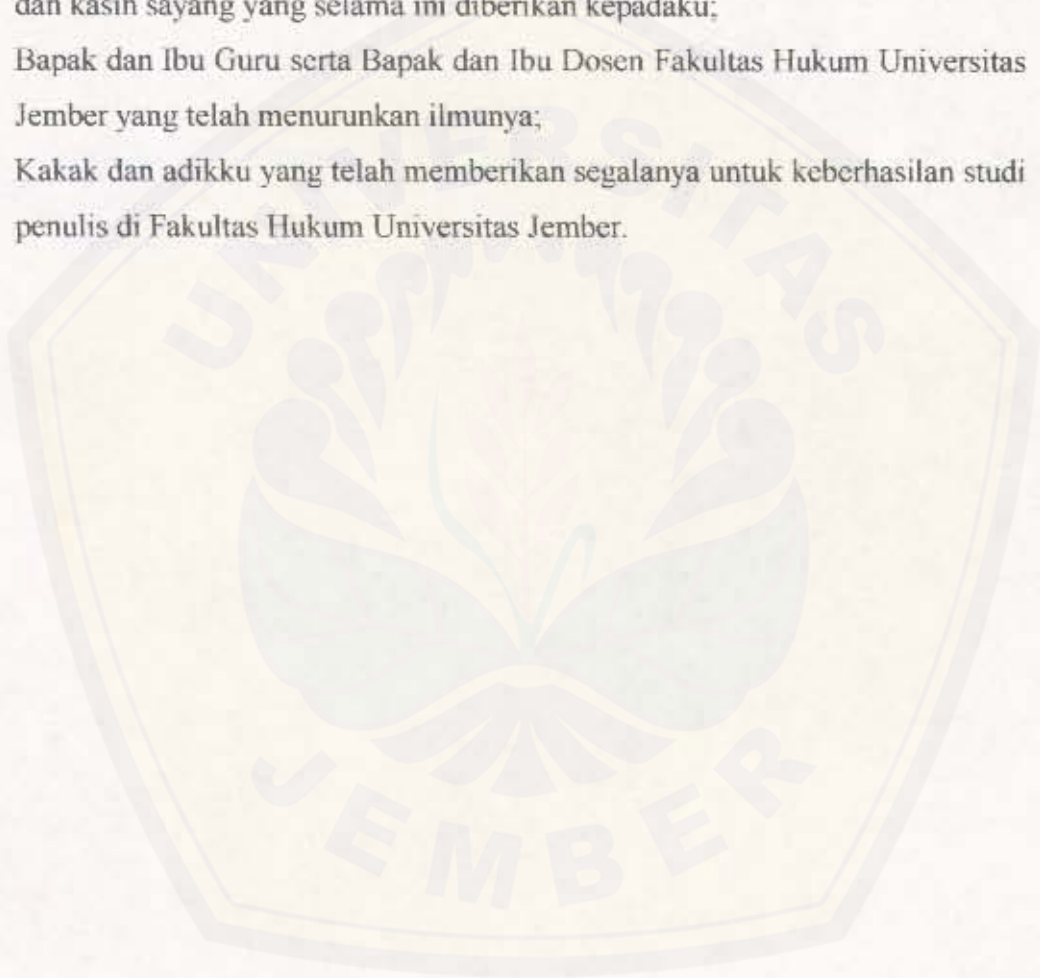 dan kasih sayang yang selama ini diberikan kepadaku;
Bapak dan Ibu Guru serta Bapak dan Ibu Dosen Fakultas Hukum Universitas
Jember yang telah menurunkan ilmunya;
Kakak dan adikku yang telah memberikan segalanya untuk keberhasilan studi
penulis di Fakultas Hukum Universitas Jember.
UNIVERSITAS
JEMBER